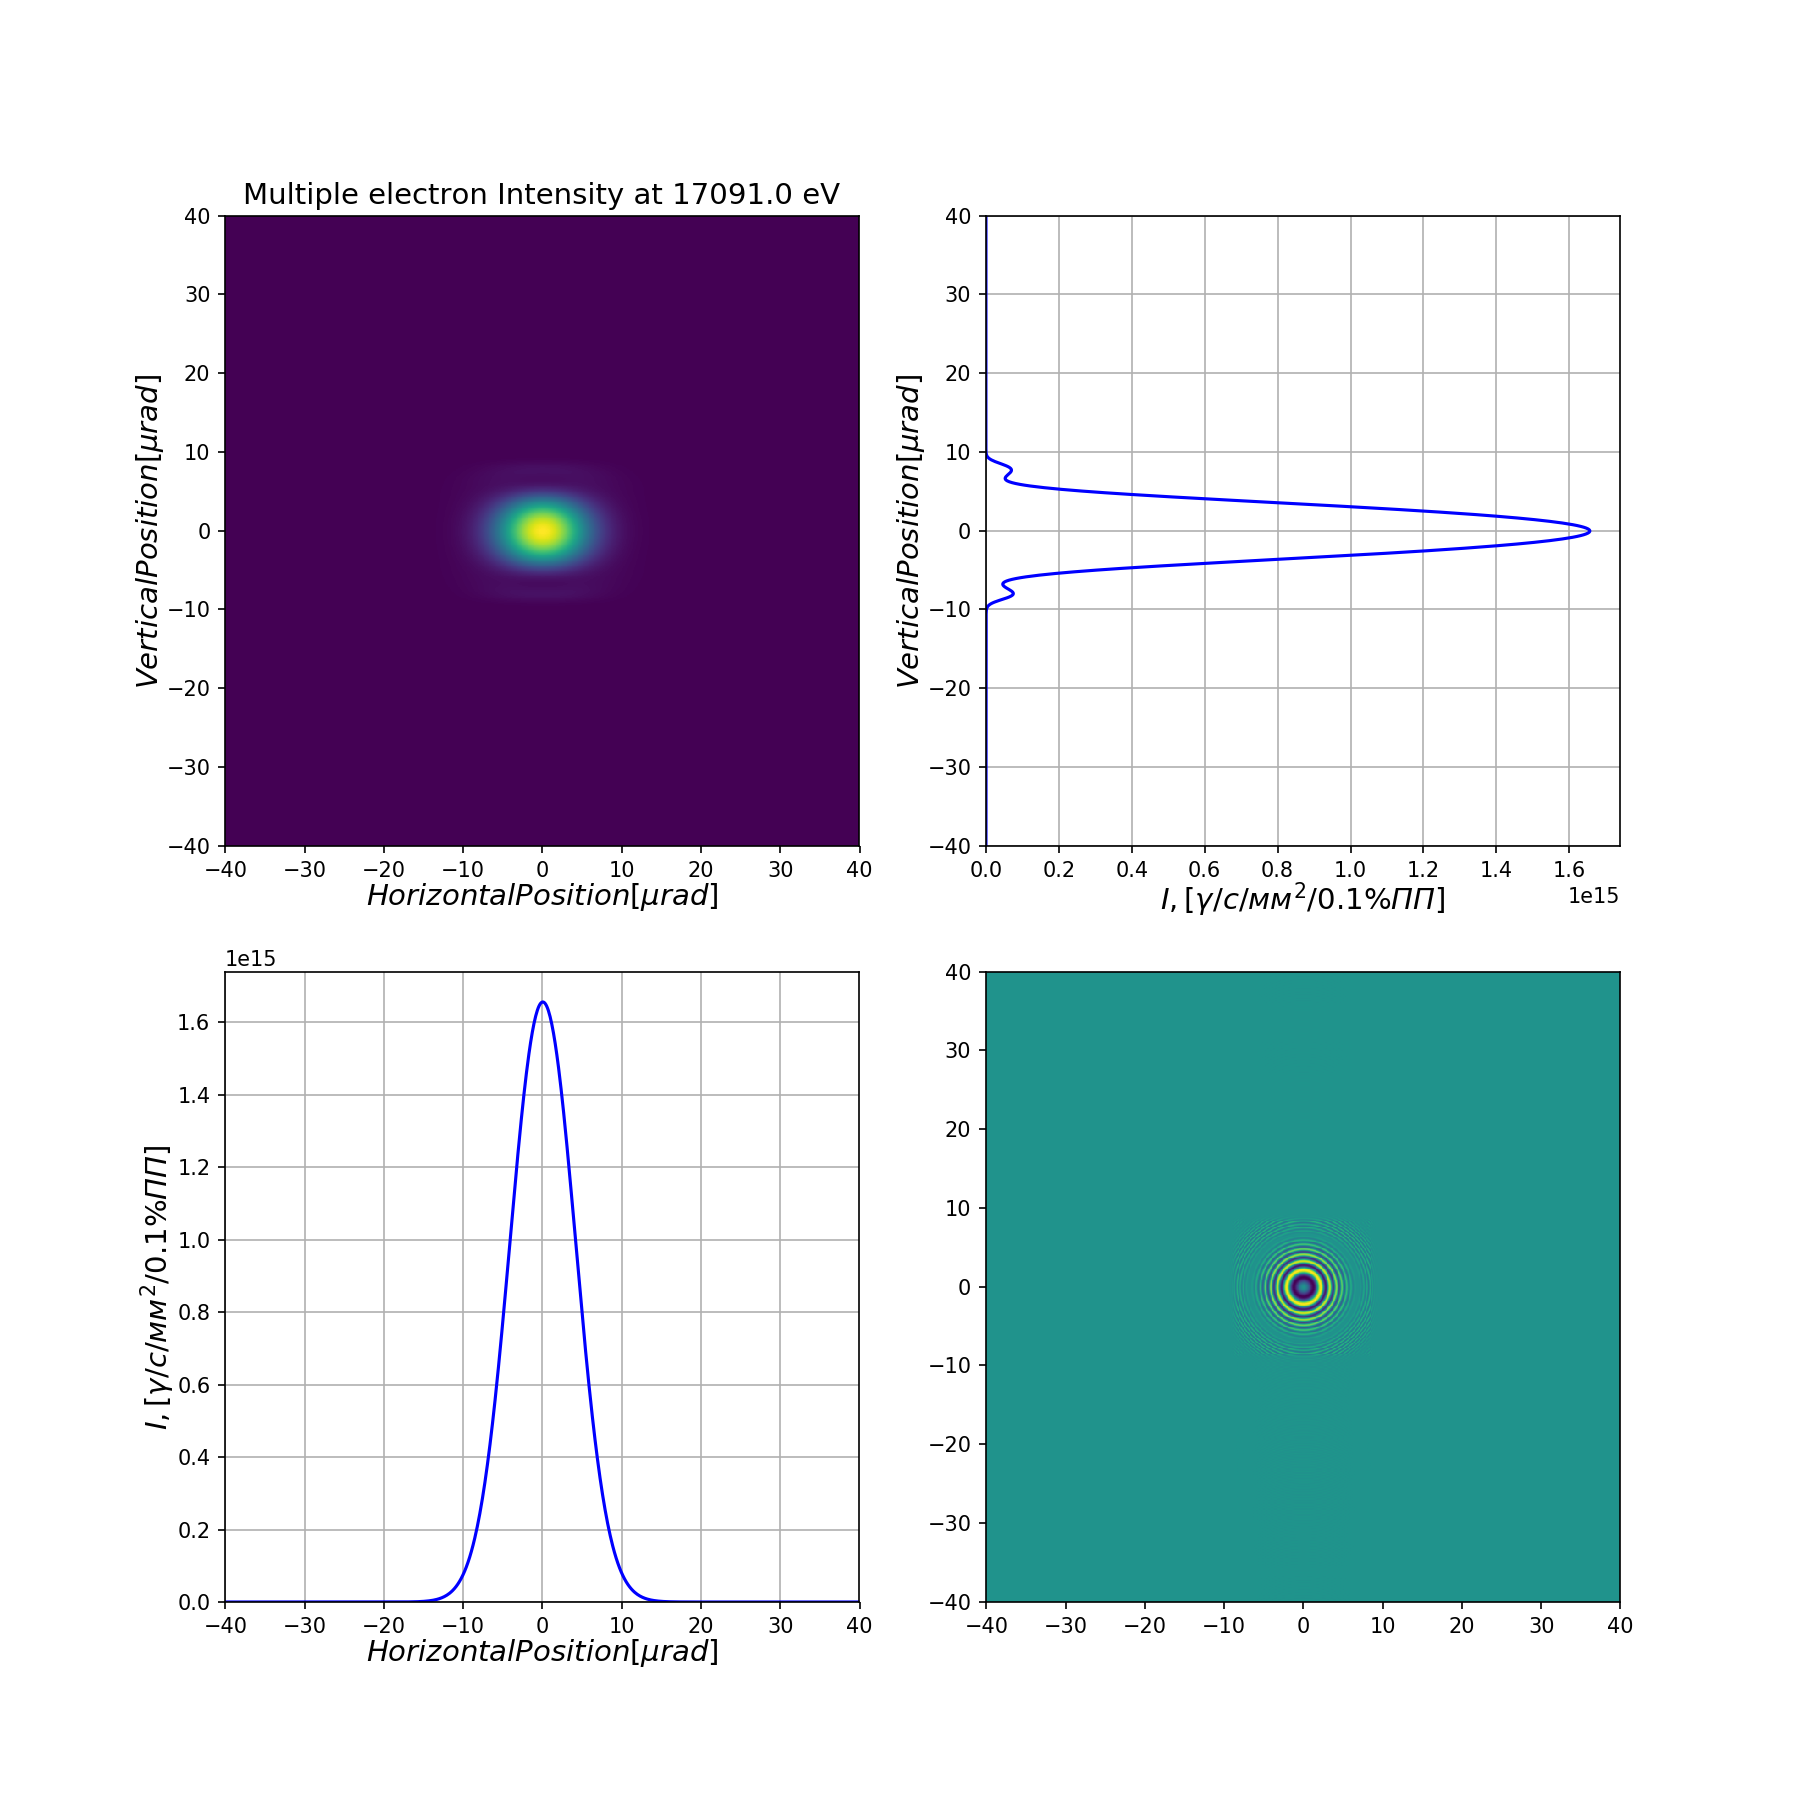 Multiple electron Intensity at 17091.0 eV
40
30
20
10
0
−10
−20
−30
−40
VerticalPosition[μrad]
−40 −30 −20 −10 0 10 20 30 40
HorizontalPosition[μrad]
40
30
20
10
0
−10
−20
−30
−40
VerticalPosition[μrad]
0.0 0.2 0.4 0.6 0.8 1.0 1.2 1.4 1.6
1e15
I, [γ/с/мм²/0.1%ПП]
1e15
1.6
1.4
1.2
1.0
0.8
0.6
0.4
0.2
0.0
I, [γ/с/мм²/0.1%ПП]
−40 −30 −20 −10 0 10 20 30 40
HorizontalPosition[μrad]
40
30
20
10
0
−10
−20
−30
−40
−40 −30 −20 −10 0 10 20 30 40